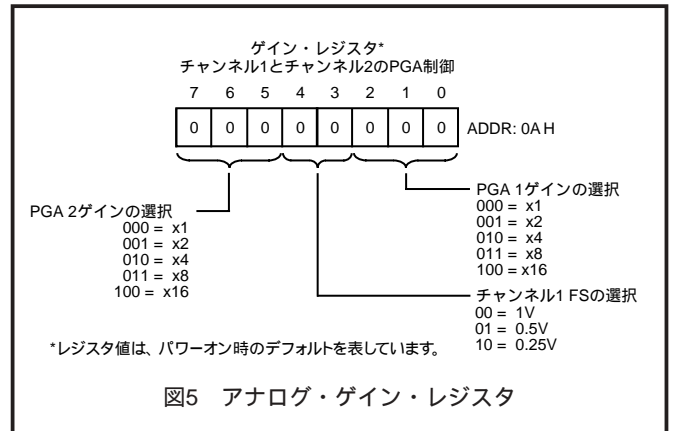 ゲイン・レジスタ*
チャンネル1とチャンネル2のPGA制御
7 6 5 4 3 2 1 0
0 0 0 0 0 0 0 0 ADDR: 0A H
PGA 2ゲインの選択
000 = x1
001 = x2
010 = x4
011 = x8
100 = x16
PGA 1ゲインの選択
000 = x1
001 = x2
010 = x4
011 = x8
100 = x16
チャンネル1 FSの選択
00 = 1V
01 = 0.5V
10 = 0.25V
*レジスタ値は、パワーオン時のデフォルトを表しています。
図5 アナログ・ゲイン・レジスタ